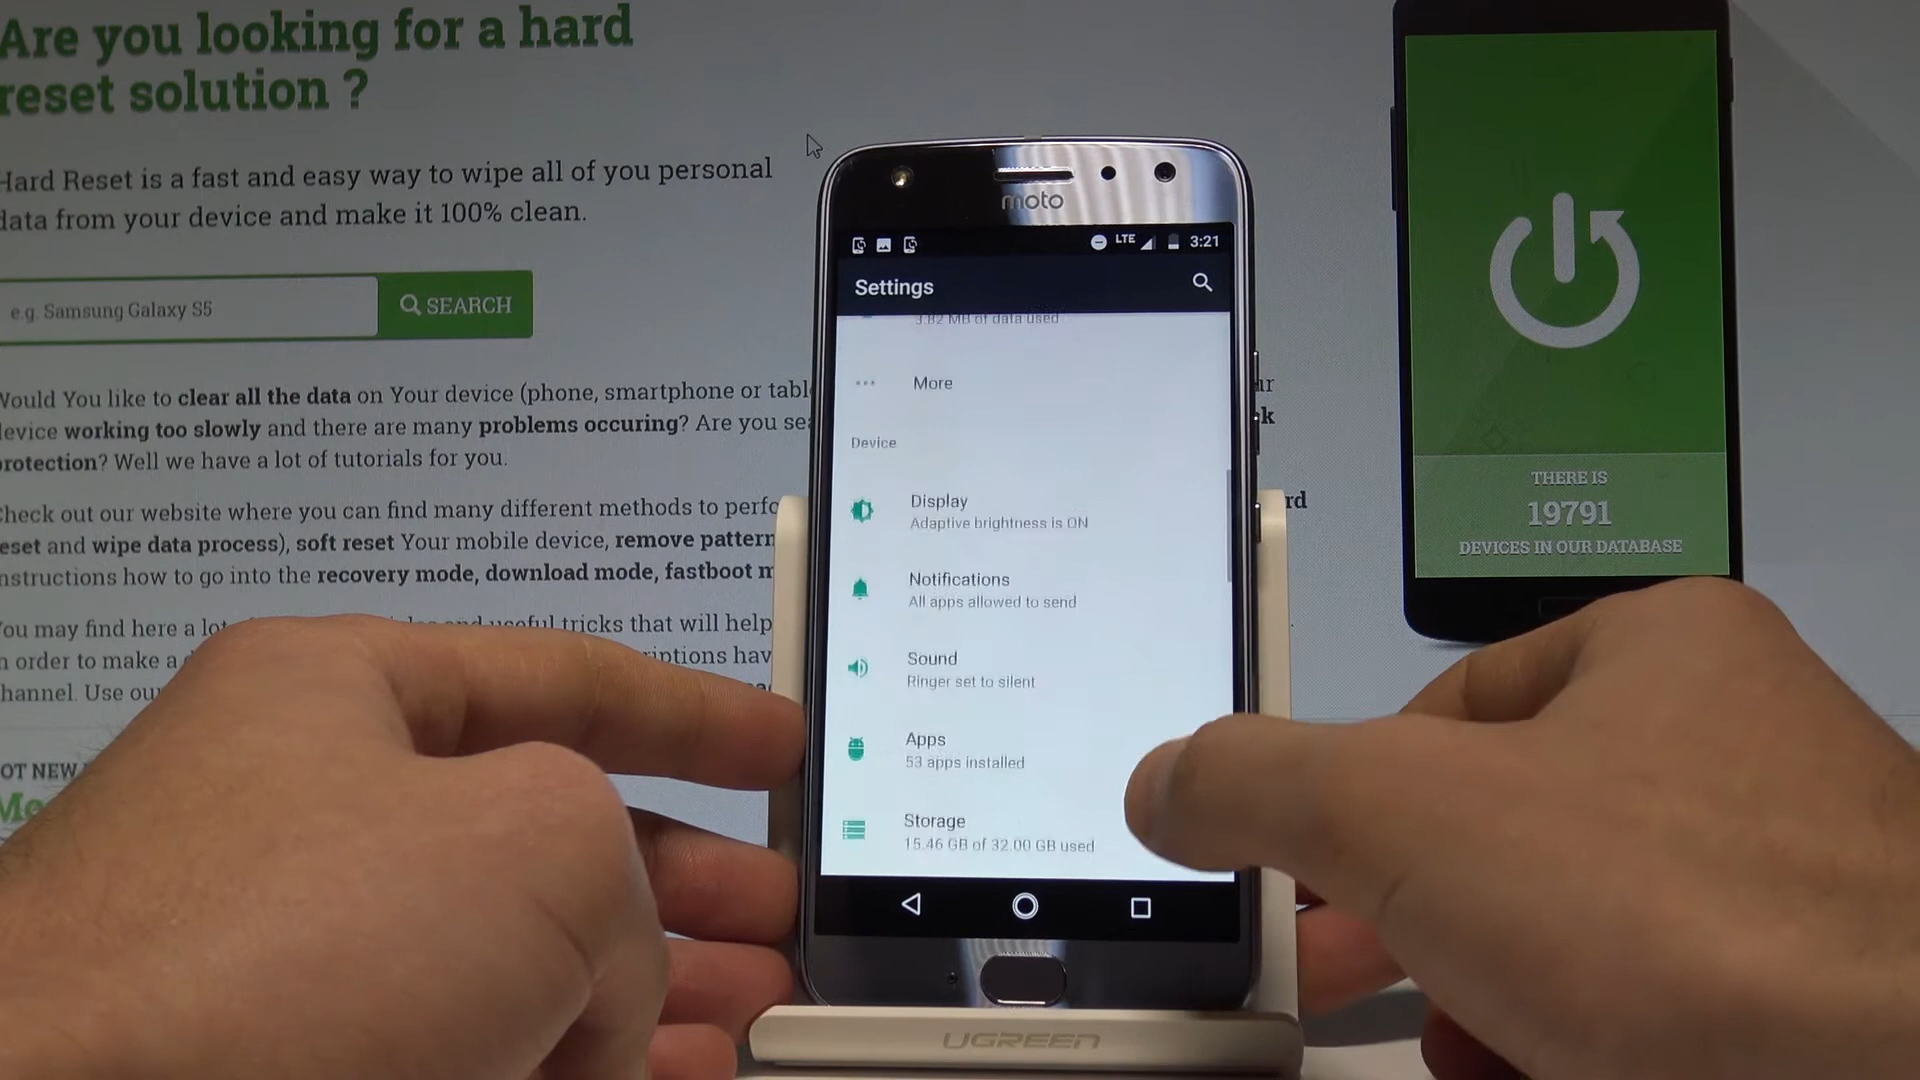 Are you looking for a hard
reset solution ?
Hard Reset is a fast and easy way to wipe all of you personal
data from your device and make it 100% clean.
e.g. Samsung Galaxy S5
SEARCH
Would You like to clear all the data on Your device (phone, smartphone or tabl
device working too slowly and there are many problems occuring? Are you sea
protection? Well we have a lot of tutorials for you.
Check out our website where you can find many different methods to perfo
reset and wipe data process), soft reset Your mobile device, remove pattern
instructions how to go into the recovery mode, download mode, fastboot m
You may find here a lot useful tricks that will help
in order to make a
channel. Use our
THERE IS
19791
DEVICES IN OUR DATABASE
moto
LTE 3:21
Settings
3.82 MB of data used
More
Device
Display
Adaptive brightness is ON
Notifications
All apps allowed to send
Sound
Ringer set to silent
Apps
53 apps installed
Storage
15.46 GB of 32.00 GB used
UGREEN